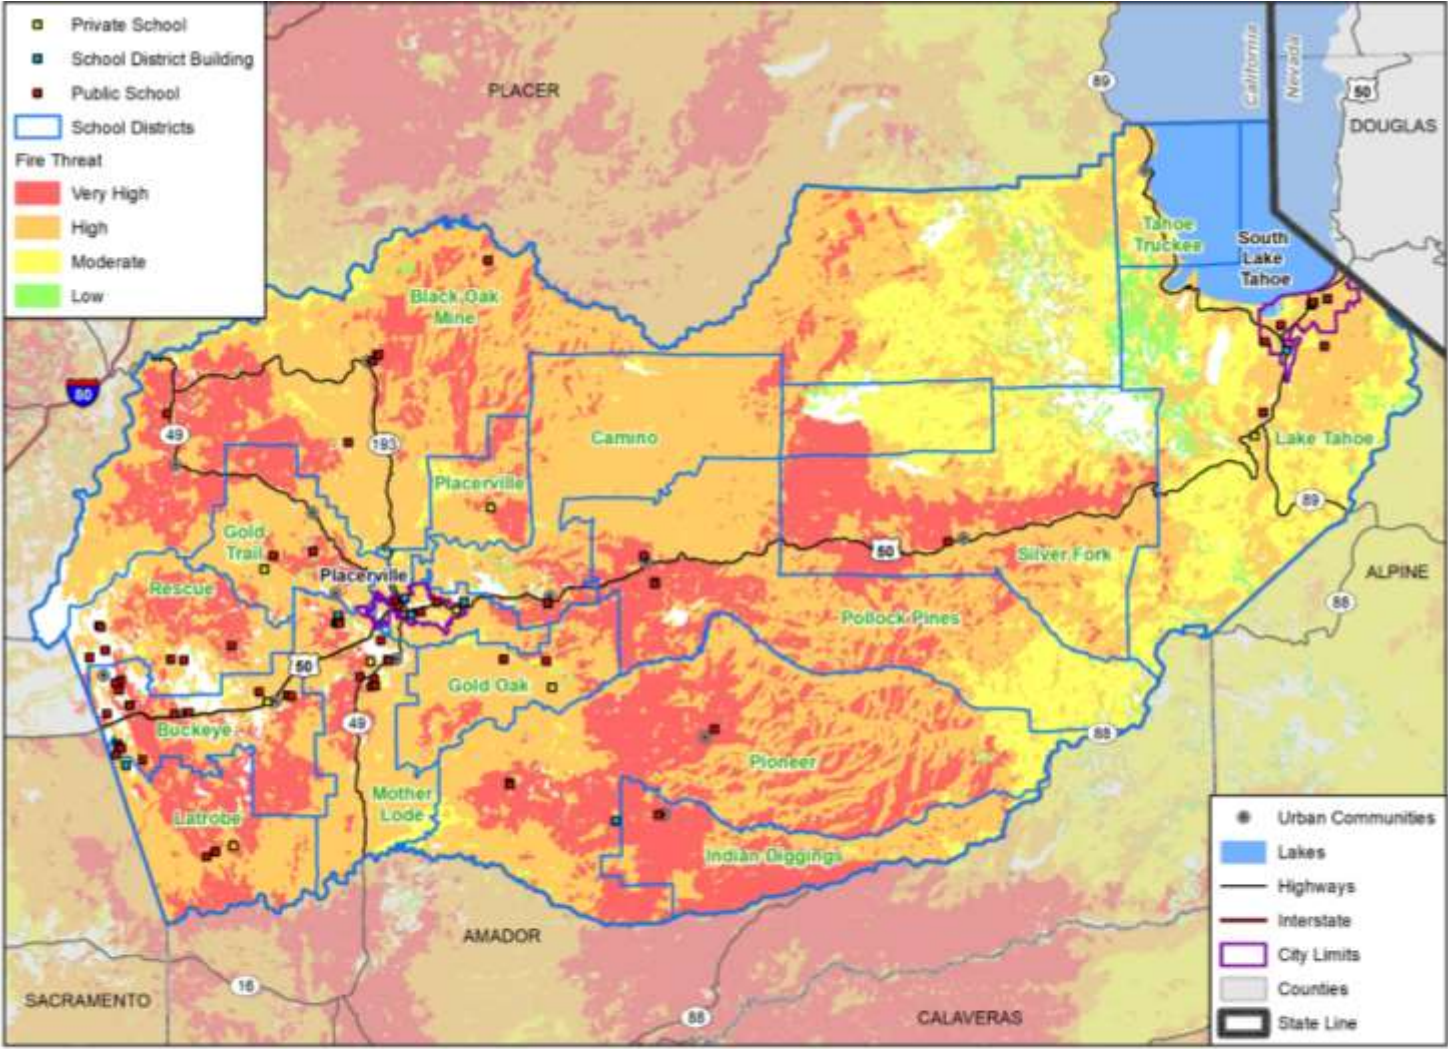 Private School
School District Building
Public School
School Districts
Fire Threat
Very High
High
Moderate
Low
PLACER
89
California
Nevada
50
DOUGLAS
Tahoe
Truckee
South
Lake
Tahoe
Black Oak
Mine
80
49
193
Camino
Lake Tahoe
Placerville
89
Gold
Trail
50
Silver Fork
Placerville
ALPINE
Rescue
88
Pollock Pines
50
Gold Oak
49
Buckeye
88
Pioneer
Mother
Lode
Latrobe
Indian Diggings
AMADOR
16
SACRAMENTO
88
CALAVERAS
Urban Communities
Lakes
Highways
Interstate
City Limits
Counties
State Line